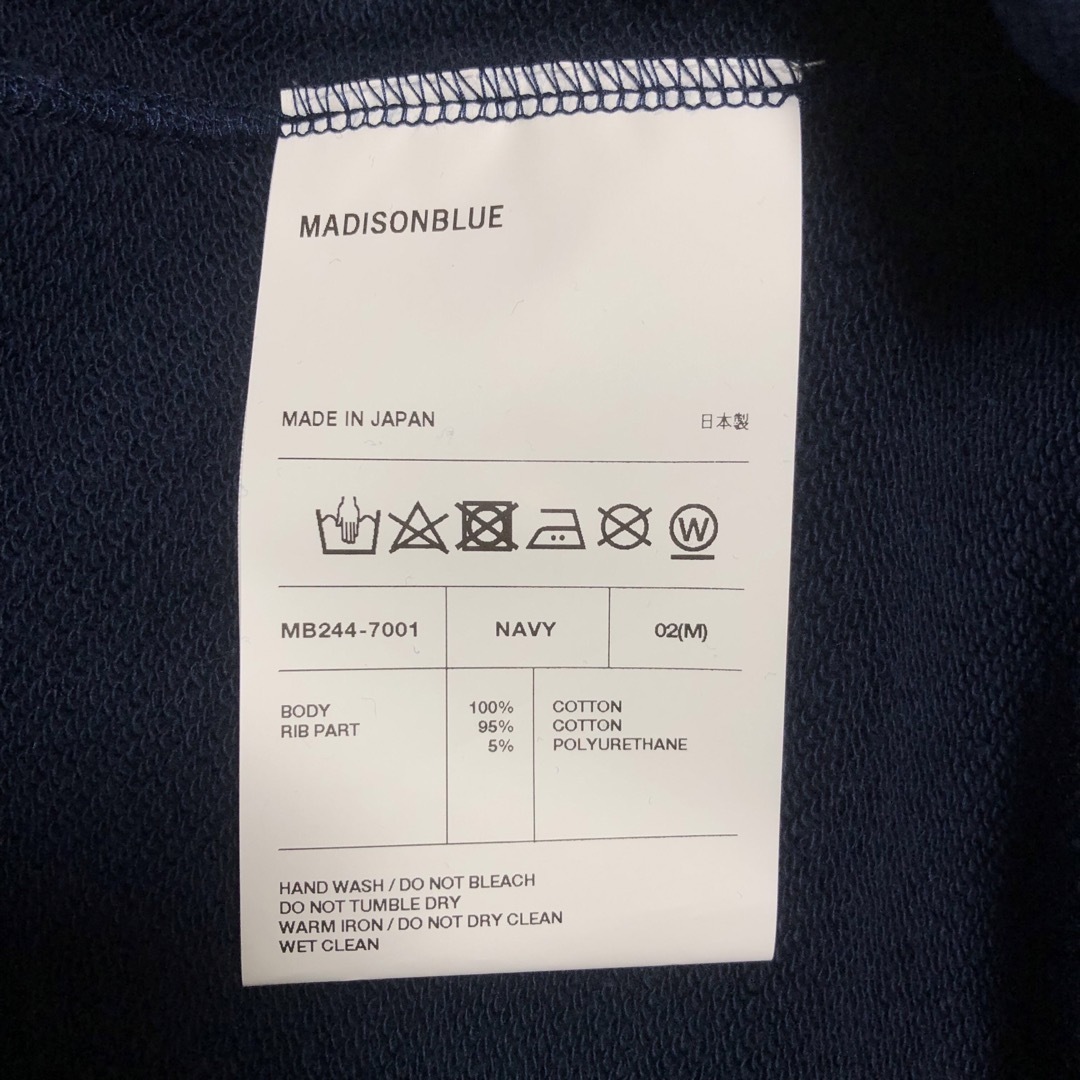 MADISONBLUE
MADE IN JAPAN 日本製
W
MB244-7001 NAVY 02(M)
BODY 100% COTTON
RIB PART 95% COTTON
5% POLYURETHANE
HAND WASH / DO NOT BLEACH
DO NOT TUMBLE DRY
WARM IRON / DO NOT DRY CLEAN
WET CLEAN